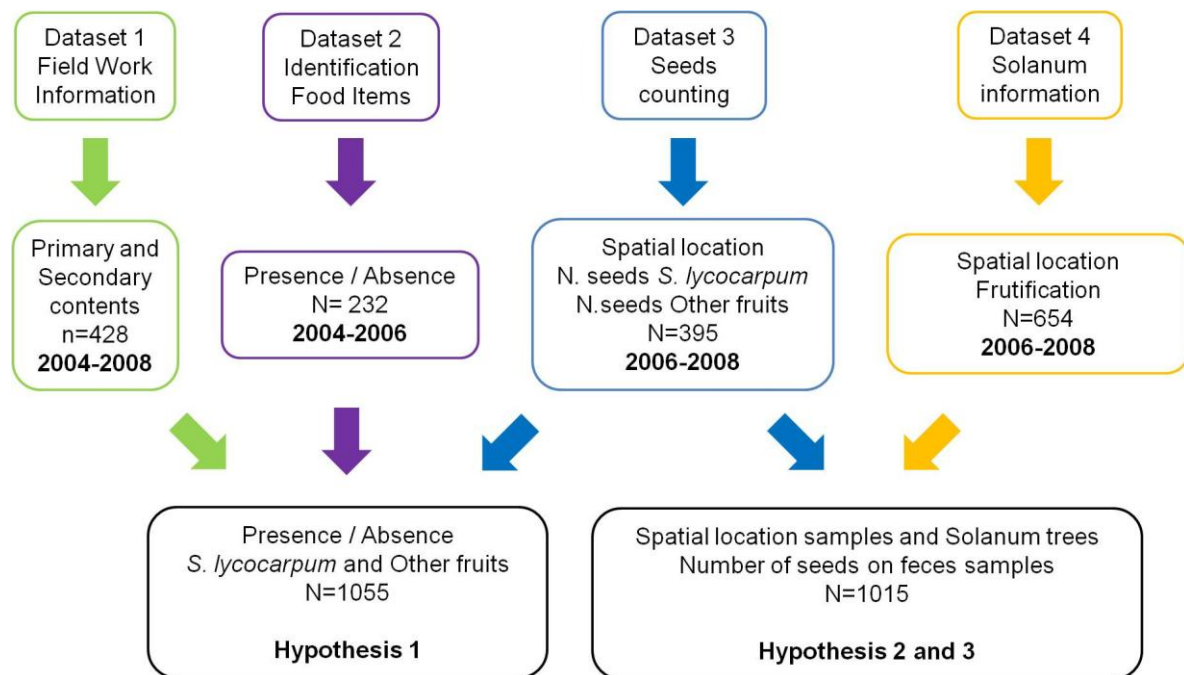 Dataset 1
Field Work
Information
Dataset 2
Identification
Food Items
Dataset 3
Seeds
counting
Dataset 4
Solanum
information
Primary and
Secondary
contents
n=428
2004-2008
Presence / Absence
N= 232
2004-2006
Spatial location
N. seeds S. lycocarpum
N.seeds Other fruits
N=395
2006-2008
Spatial location
Frutification
N=654
2006-2008
Presence / Absence
S. lycocarpum and Other fruits
N=1055
Hypothesis 1
Spatial location samples and Solanum trees
Number of seeds on feces samples
N=1015
Hypothesis 2 and 3